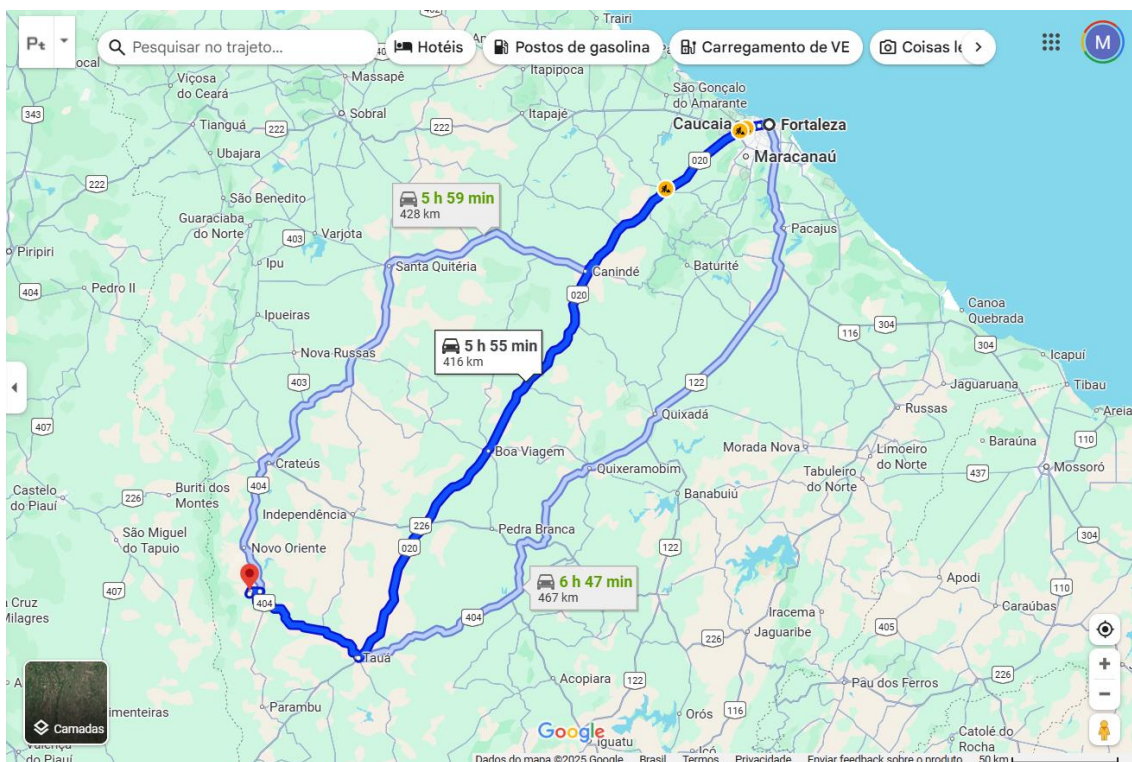 Trairi
Pt
Pesquisar no trajeto...
Hotéis
Postos de gasolina
Carregamento de VE
Coisas le
M
Viçosa
do Ceará
Massapê
Itapipoca
São Gonçalo
do Amarante
343
Tianguá
222
Sobral
222
Itapajé
Caucaia
Fortaleza
Ubajara
Maracanaú
020
222
5 h 59 min
428 km
São Benedito
Guaraciaba
do Norte
403
Varjota
Pacajus
Piripiri
Ipu
Santa Quitéria
Canindé
Baturité
404
Pedro II
020
Canoa
Quebrada
Ipueiras
304
116
5 h 55 min
416 km
304
Icapuí
Nova Russas
403
122
Jaguaruana
Tibau
Quixadá
Russas
Areia
407
Boa Viagem
Morada Nova
Limoeiro
do Norte
Baraúna
110
Crateús
Quixeramobim
Tabuleiro
do Norte
437
Mossoró
Castelo
do Piauí
226
Buriti dos
Montes
404
Banabuiú
Independência
226
São Miguel
do Tapuio
Pedra Branca
304
Novo Oriente
020
122
6 h 47 min
467 km
407
404
Apodi
110
a Cruz
Milagres
404
Iracema
Caraúbas
226
Jaguaribe
405
Tauá
Acopiara
122
Pau dos Ferros
226
Parambu
Camadas
imenteiras
Orós
116
Google
Iguatu
Icó
Catolé do
Rocha
Valença
do Piauí
Dados do mapa ©2025 Google
Brasil
Termos
Privacidade
Enviar feedback sobre o produto
50 km